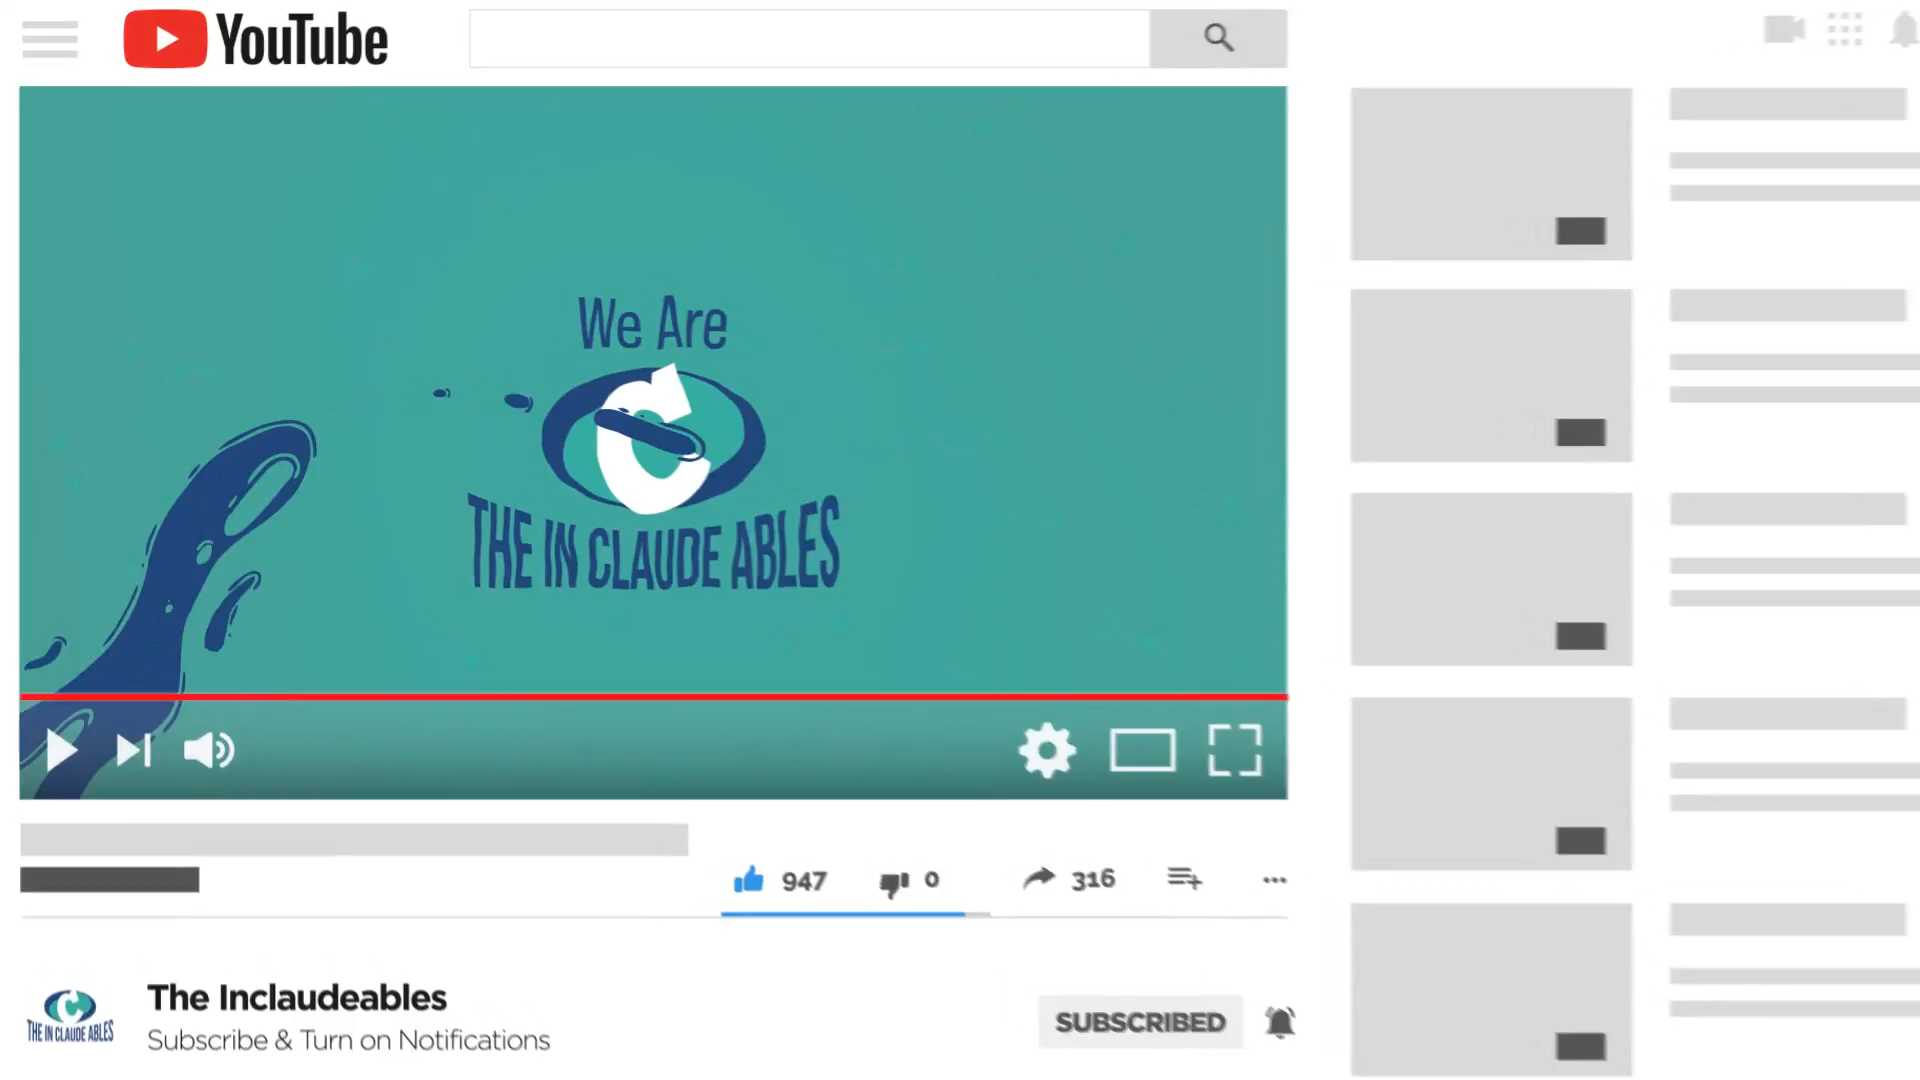 YouTube
We Are
C
THE IN CLAUDE ABLES
947
0
316
C
THE IN CLAUDE ABLES
The Inclaudeables
Subscribe & Turn on Notifications
SUBSCRIBED